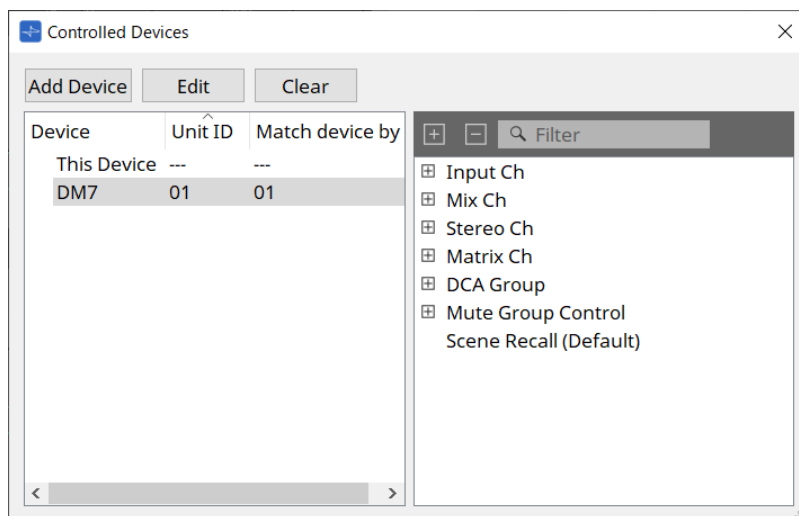 Controlled Devices
Add Device Edit Clear
Device Unit ID Match device by
This Device --- ---
DM7 01 01
Filter
Input Ch
Mix Ch
Stereo Ch
Matrix Ch
DCA Group
Mute Group Control
Scene Recall (Default)